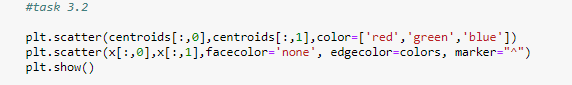 #task 3.2
plt.scatter(centroids[:,0],centroids[:,1],color=['red','green','blue'])
plt.scatter(x[:,0],x[:,1],facecolor='none', edgecolor=colors, marker="^")
plt.show()